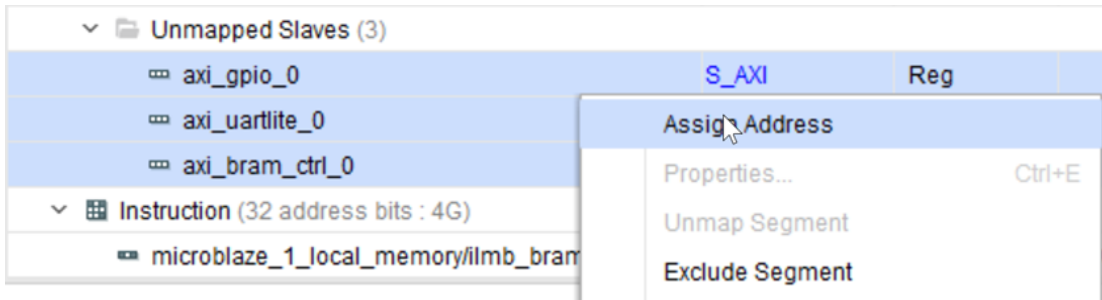 Unmapped Slaves (3)
axi_gpio_0 S_AXI Reg
axi_uartlite_0 Assign Address
axi_bram_ctrl_0 Properties... Ctrl+E
Instruction (32 address bits : 4G) Unmap Segment
microblaze_1_local_memory/ilmb_bram Exclude Segment